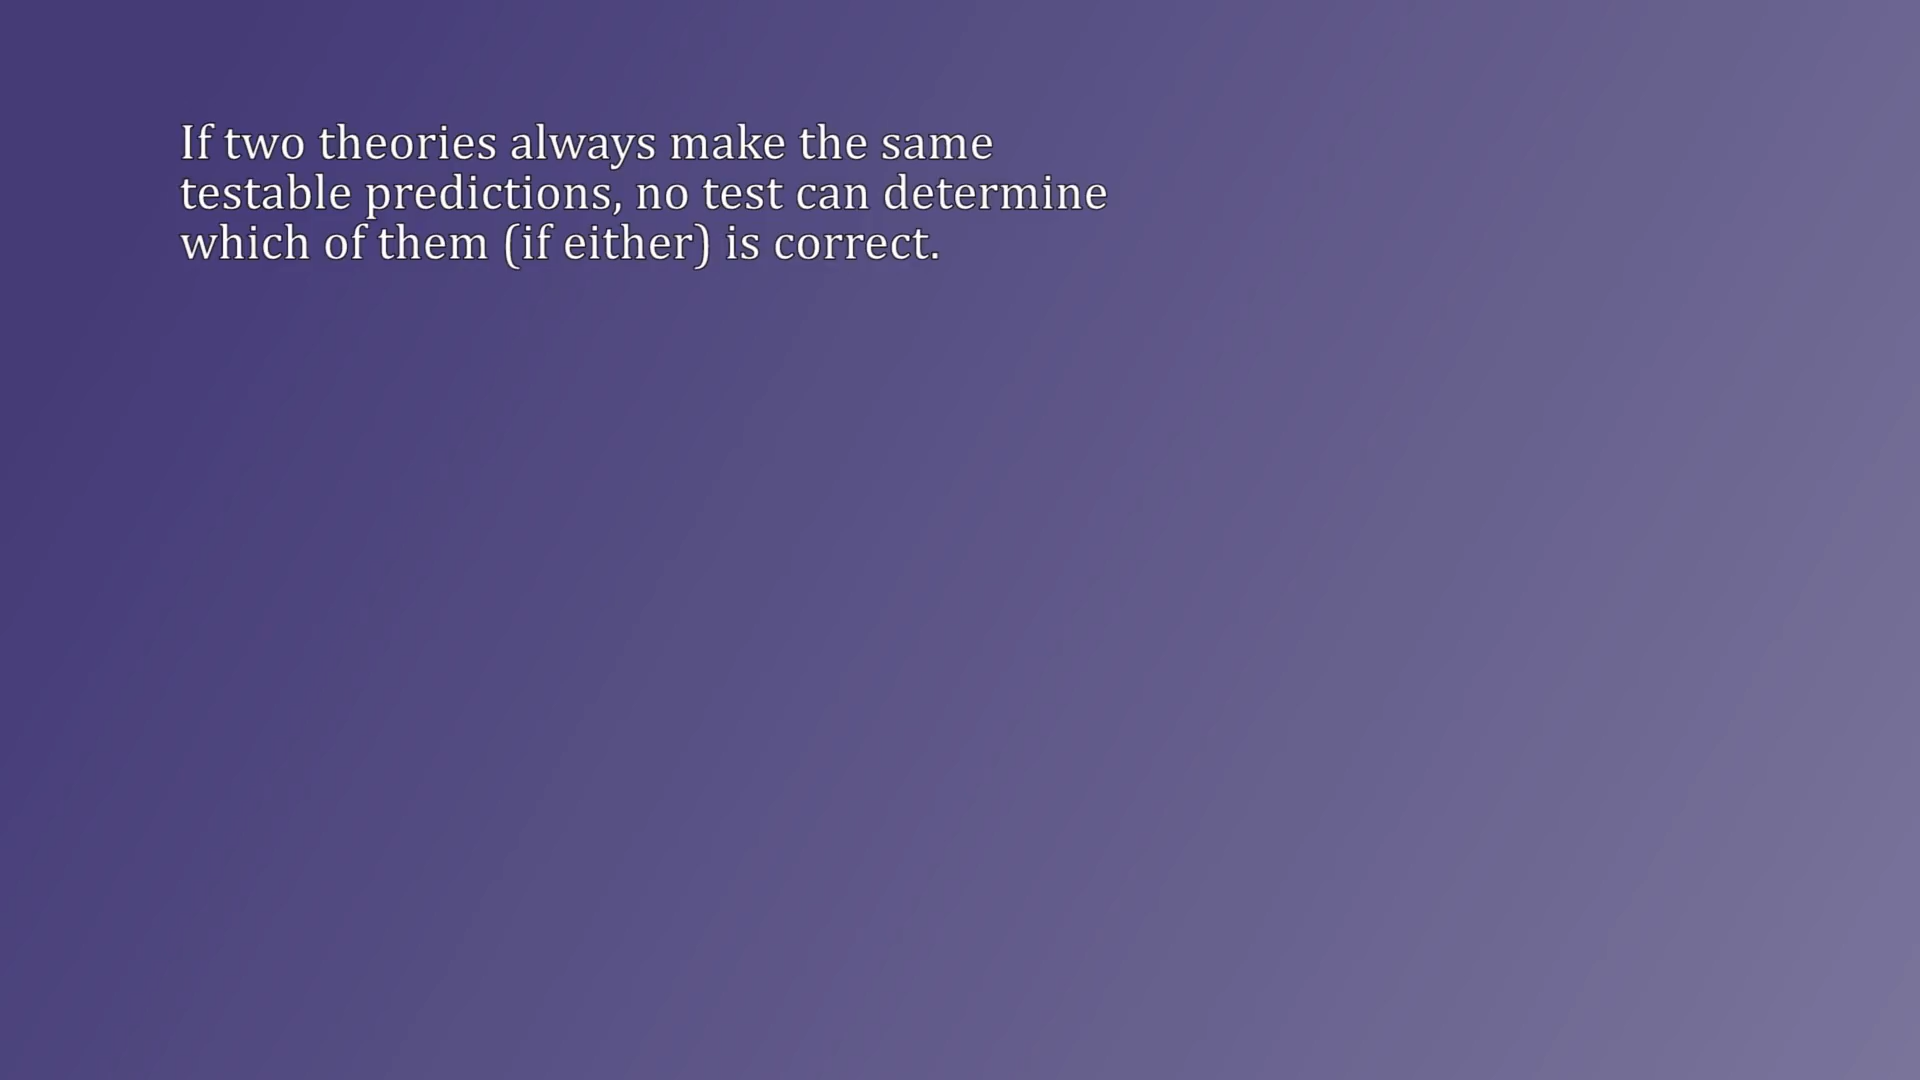 If two theories always make the same
testable predictions, no test can determine
which of them (if either) is correct.